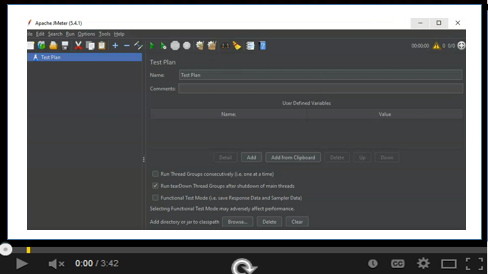 Apache JMeter (5.4.1)
File Edit Search Run Options Tools Help
00:00:00 0 0/0
Test Plan
Test Plan
Name: Test Plan
Comments:
User Defined Variables
Name: Value
Detail Add Add from Clipboard Delete Up Down
Run Thread Groups consecutively (i.e. one at a time)
Run tearDown Thread Groups after shutdown of main threads
Functional Test Mode (i.e. save Response Data and Sampler Data)
Selecting Functional Test Mode may adversely affect performance.
Add directory or jar to classpath Browse... Delete Clear
0:00 / 3:42 CC